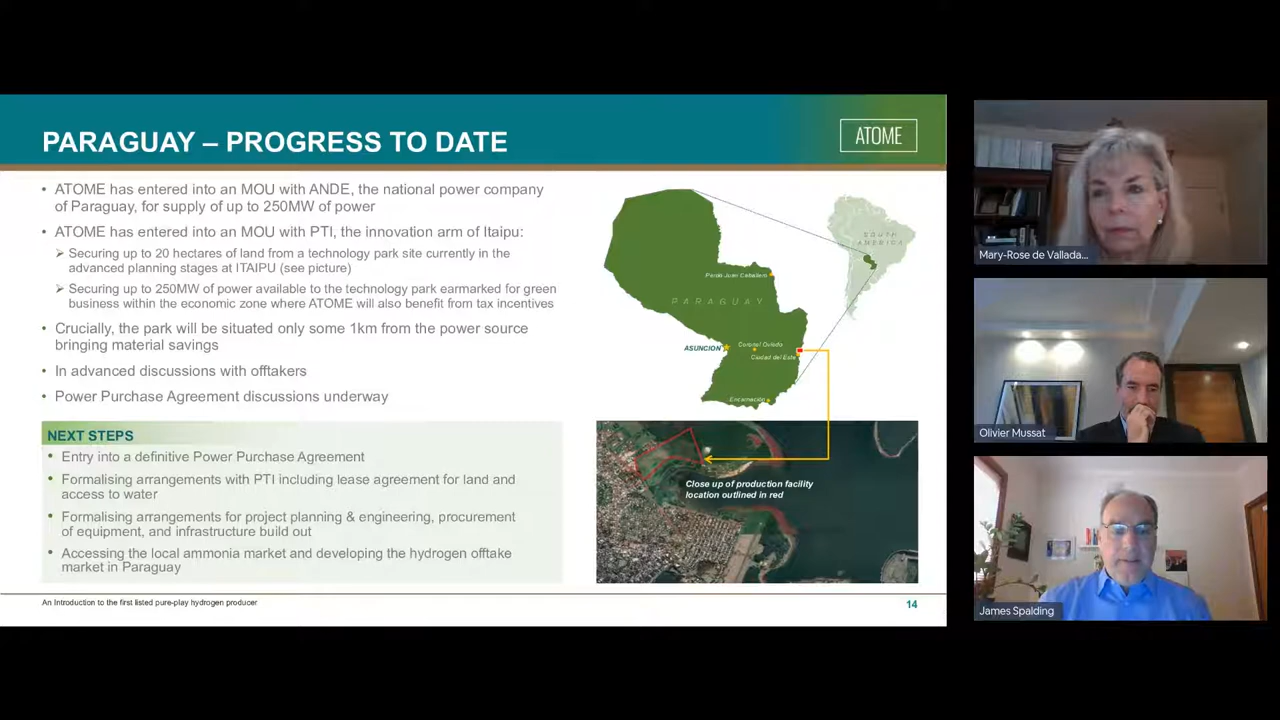 PARAGUAY – PROGRESS TO DATE
ATOME
• ATOME has entered into an MOU with ANDE, the national power company
of Paraguay, for supply of up to 250MW of power
• ATOME has entered into an MOU with PTI, the innovation arm of Itaipu:
➢ Securing up to 20 hectares of land from a technology park site currently in the
advanced planning stages at ITAIPU (see picture)
➢ Securing up to 250MW of power available to the technology park earmarked for green
business within the economic zone where ATOME will also benefit from tax incentives
• Crucially, the park will be situated only some 1km from the power source
bringing material savings
• In advanced discussions with offtakers
• Power Purchase Agreement discussions underway
NEXT STEPS
• Entry into a definitive Power Purchase Agreement
• Formalising arrangements with PTI including lease agreement for land and
access to water
• Formalising arrangements for project planning & engineering, procurement
of equipment, and infrastructure build out
• Accessing the local ammonia market and developing the hydrogen offtake
market in Paraguay
SOUTH
AMERICA
Pedro Juan Caballero
PARAGUAY
ASUNCION
Coronel Oviedo
Ciudad del Este
Encarnación
Close up of production facility
location outlined in red
An Introduction to the first listed pure-play hydrogen producer
14
Mary-Rose de Vallada...
Olivier Mussat
James Spalding